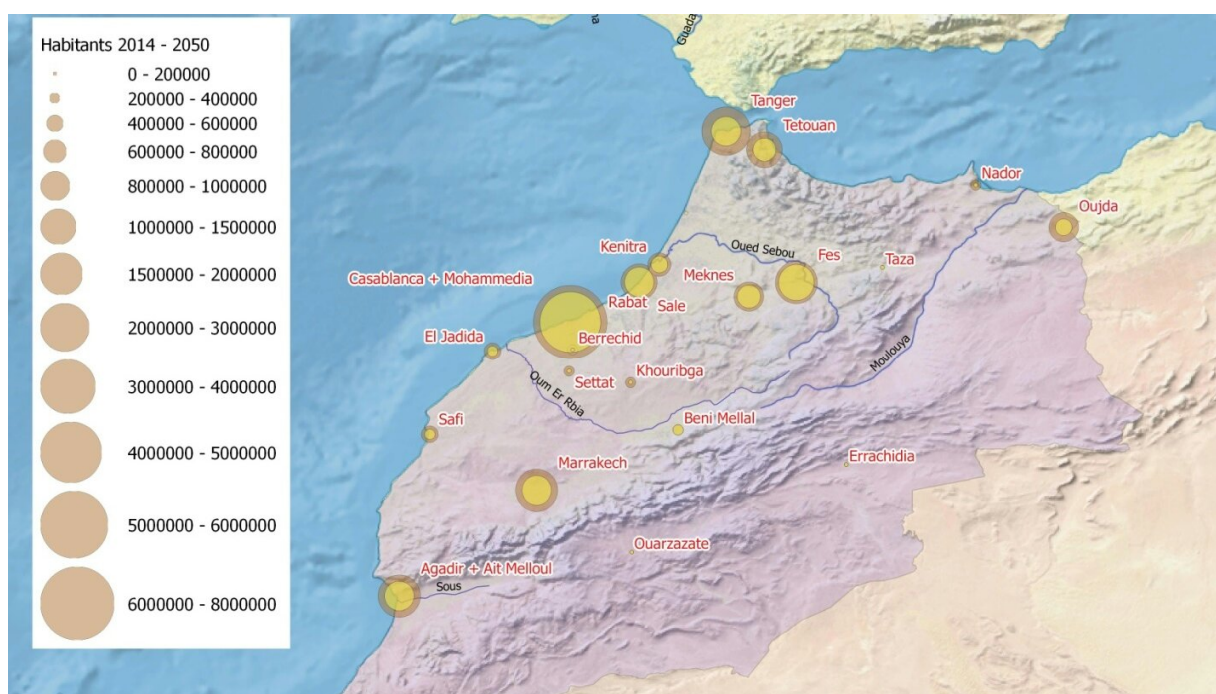 Habitants 2014 - 2050
0 - 200000
200000 - 400000
400000 - 600000
600000 - 800000
800000 - 1000000
1000000 - 1500000
1500000 - 2000000
2000000 - 3000000
3000000 - 4000000
4000000 - 5000000
5000000 - 6000000
6000000 - 8000000
Tanger
Tetouan
Nador
Oujda
Kenitra
Oued Sebou
Fes
Taza
Casablanca + Mohammedia
Meknes
Rabat
Sale
El Jadida
Berrechid
Settat
Khouribga
Oum Er Rbia
Moulouya
Safi
Beni Mellal
Marrakech
Errachidia
Ouarzazate
Agadir + Ait Melloul
Sous